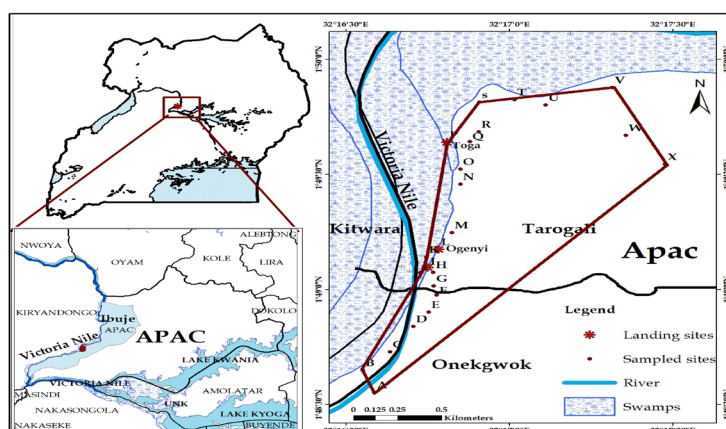 32°16'30"E
32°17'0"E
32°17'30"E
N
V
S
T
U
R
Q
Toga
W
X
O
N
Victoria Nile
M
Kitwara
Tarogali
I
Ogenyi
K
H
Apac
G
F
E
D
C
B
A
Onekgwok
Legend
Landing sites
Sampled sites
River
Swamps
0 0.125 0.25 0.5
Kilometers
NWOYA
OYAM
KOLE
ALEBTONG
LIRA
KIRYANDONGO
Ibuje
APAC
DOKOLO
APAC
Victoria Nile
LAKE KWANIA
VICTORIA NILE
MASINDI
UNK
AMOLATAR
NAKASONGOLA
LAKE KYOGA
NAKASEKE
BUYENDE